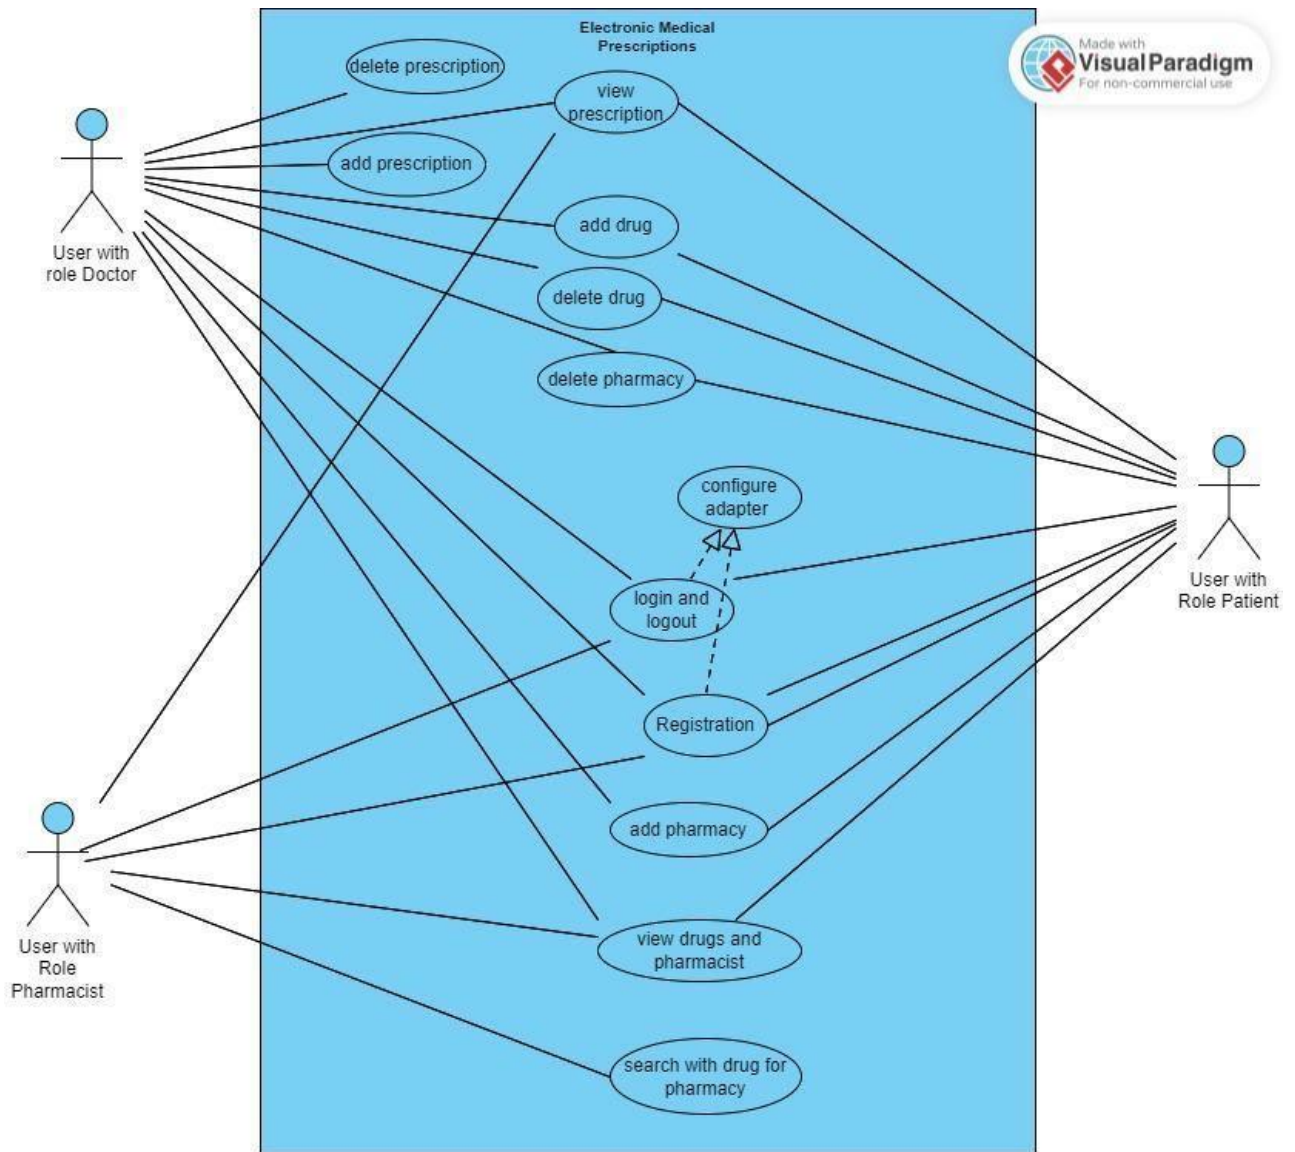 Electronic Medical
Prescriptions
Made with
VisualParadigm
For non-commercial use
delete prescription
view
prescription
add prescription
User with
role Doctor
add drug
delete drug
delete pharmacy
configure
adapter
login and
logout
User with
Role Patient
Registration
add pharmacy
User with
Role
Pharmacist
view drugs and
pharmacist
search with drug for
pharmacy